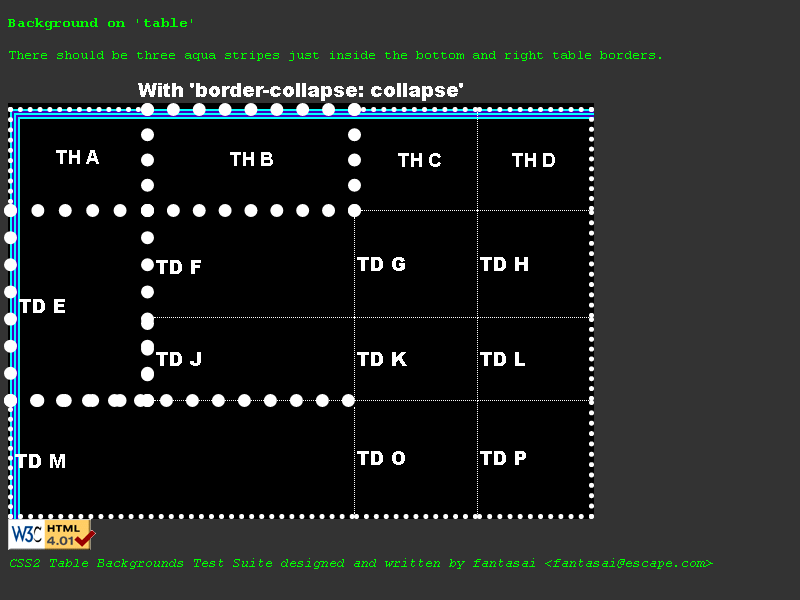 Background on 'table'
There should be three aqua stripes just inside the bottom and right table borders.
With 'border-collapse: collapse'
TH A TH B TH C TH D
TD E TD F TD G TD H
TD J TD K TD L
TD M TD O TD P
W3C HTML 4.01
CSS2 Table Backgrounds Test Suite designed and written by fantasai <fantasai@escape.com>